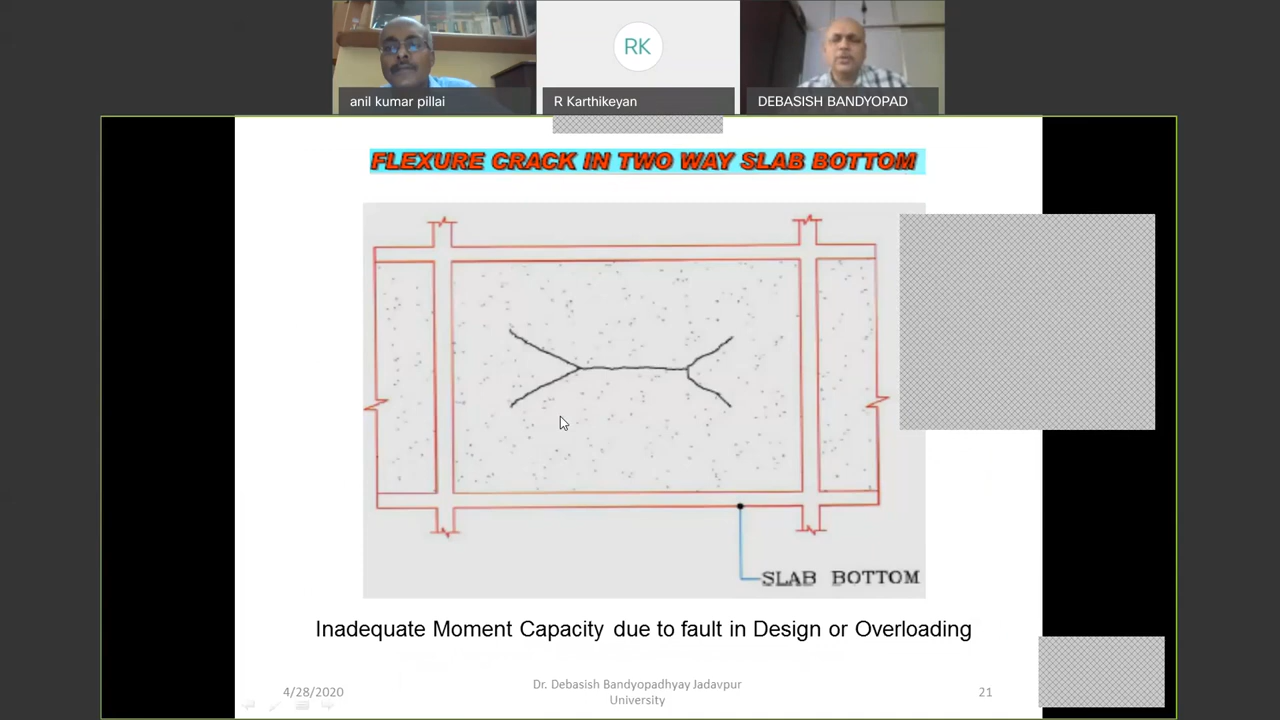 RK
anil kumar pillai
R Karthikeyan
DEBASISH BANDYOPAD
FLEXURE CRACK IN TWO WAY SLAB BOTTOM
SLAB BOTTOM
Inadequate Moment Capacity due to fault in Design or Overloading
4/28/2020
Dr. Debasish Bandyopadhyay Jadavpur
University
21